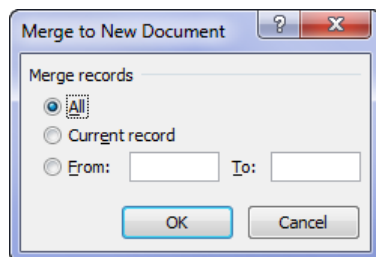 Merge to New Document
Merge records
All
Current record
From: To:
OK Cancel